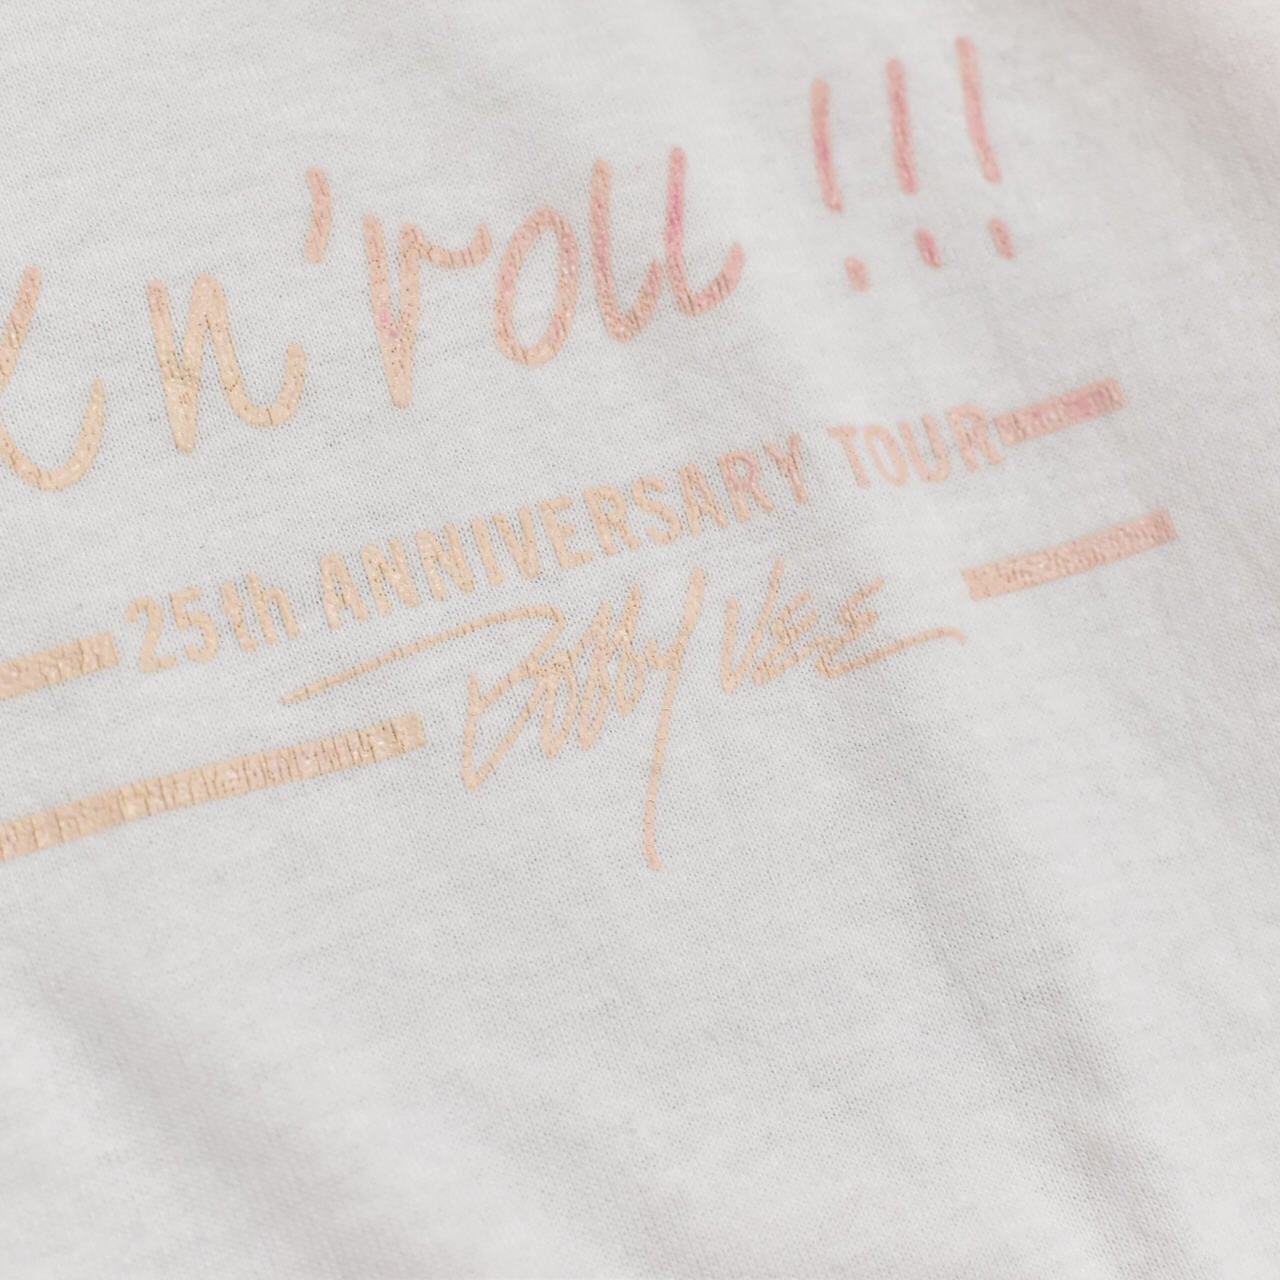 k n' roll !!!
25th ANNIVERSARY TOUR
Bobby VEE